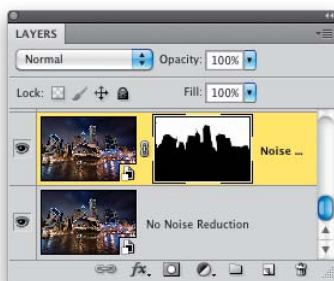 LAYERS
Normal Opacity: 100%
Lock: Fill: 100%
Noise ...
No Noise Reduction
fx.